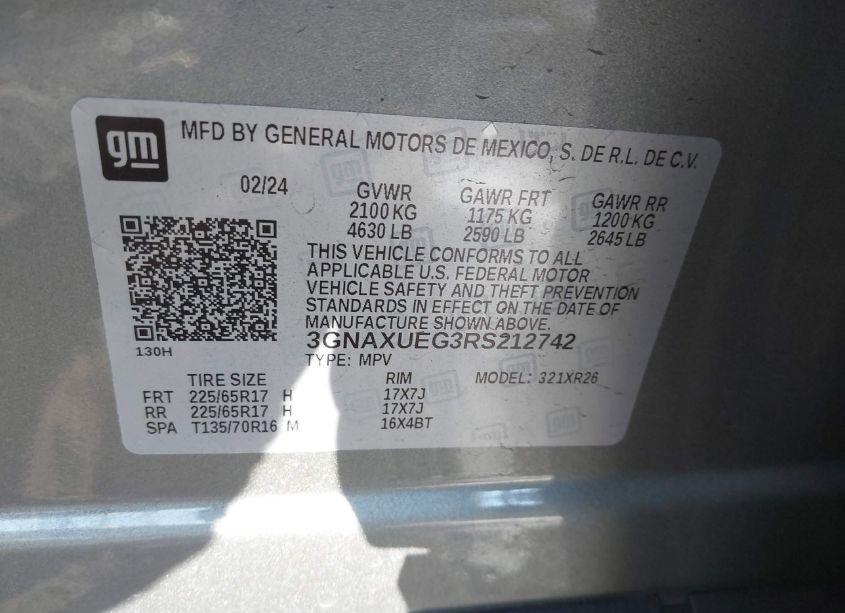 gm
MFD BY GENERAL MOTORS DE MEXICO, S. DE R.L. DE C.V.
02/24 GVWR GAWR FRT GAWR RR
2100 KG 1175 KG 1200 KG
4630 LB 2590 LB 2645 LB
THIS VEHICLE CONFORMS TO ALL
APPLICABLE U.S. FEDERAL MOTOR
VEHICLE SAFETY AND THEFT PREVENTION
STANDARDS IN EFFECT ON THE DATE OF
MANUFACTURE SHOWN ABOVE.
3GNAXUEG3RS212742
130H
TYPE: MPV
TIRE SIZE RIM MODEL: 321XR26
FRT 225/65R17 H 17X7J
RR 225/65R17 H 17X7J
SPA T135/70R16 M 16X4BT